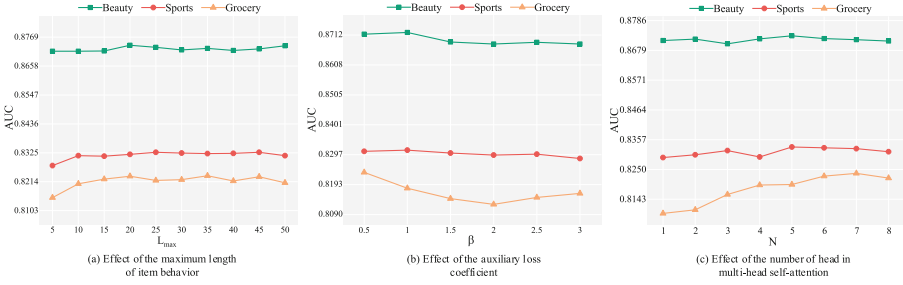 Beauty Sports Grocery
0.8769
0.8658
0.8547
0.8436
0.8325
0.8214
0.8103
AUC
5 10 15 20 25 30 35 40 45 50
Lmax
(a) Effect of the maximum length
of item behavior
Beauty Sports Grocery
0.8712
0.8608
0.8505
0.8401
0.8297
0.8193
0.8090
AUC
0.5 1 1.5 2 2.5 3
β
(b) Effect of the auxiliary loss
coefficient
Beauty Sports Grocery
0.8786
0.8679
0.8571
0.8464
0.8357
0.8250
0.8143
AUC
1 2 3 4 5 6 7 8
N
(c) Effect of the number of head in
multi-head self-attention